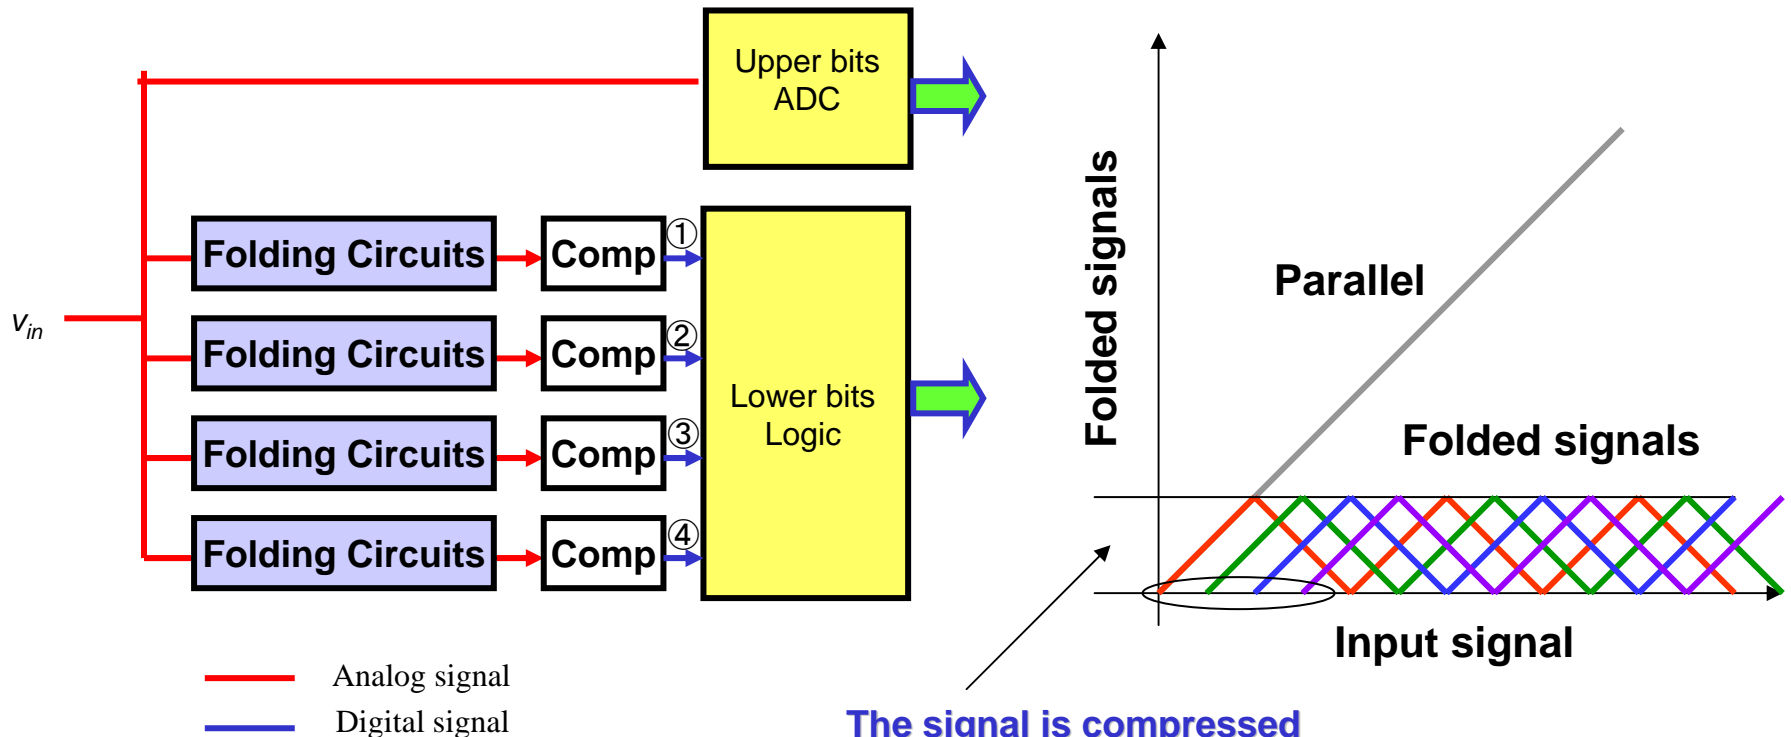 Upper bits
ADC
Folding Circuits
Comp
①
Folding Circuits
Comp
②
Folding Circuits
Comp
③
Folding Circuits
Comp
④
Lower bits
Logic
vin
Analog signal
Digital signal
Folded signals
Parallel
Folded signals
Input signal
The signal is compressed